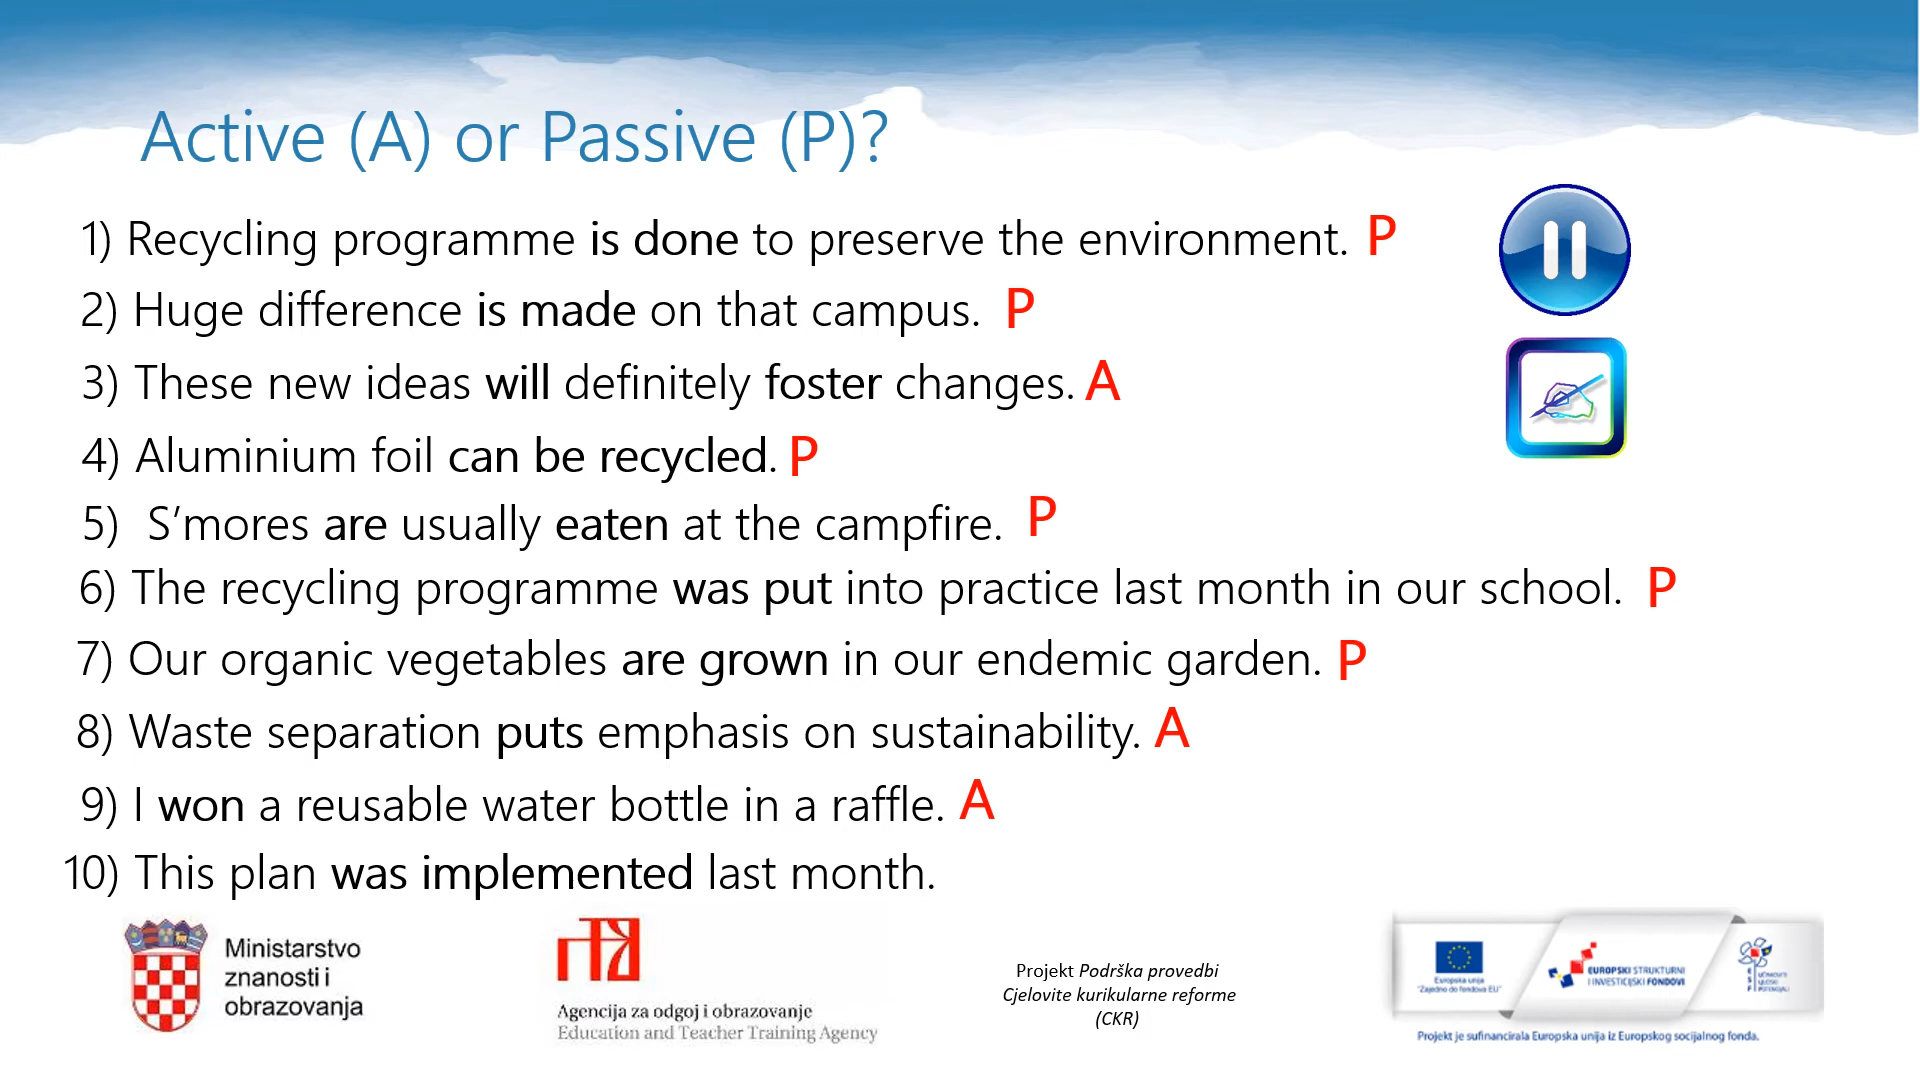 Active (A) or Passive (P)?
1) Recycling programme is done to preserve the environment. P
2) Huge difference is made on that campus. P
3) These new ideas will definitely foster changes. A
4) Aluminium foil can be recycled. P
5) S’mores are usually eaten at the campfire. P
6) The recycling programme was put into practice last month in our school. P
7) Our organic vegetables are grown in our endemic garden. P
8) Waste separation puts emphasis on sustainability. A
9) I won a reusable water bottle in a raffle. A
10) This plan was implemented last month.
Ministarstvo
znanosti i
obrazovanja
Agencija za odgoj i obrazovanje
Education and Teacher Training Agency
Projekt Podrška provedbi
Cjelovite kurikularne reforme
(CKR)
Europska unija
"Zajedno do fondova EU"
EUROPSKI STRUKTURNI
I INVESTICIJSKI FONDOVI
Projekt je sufinancirala Europska unija iz Europskog socijalnog fonda.